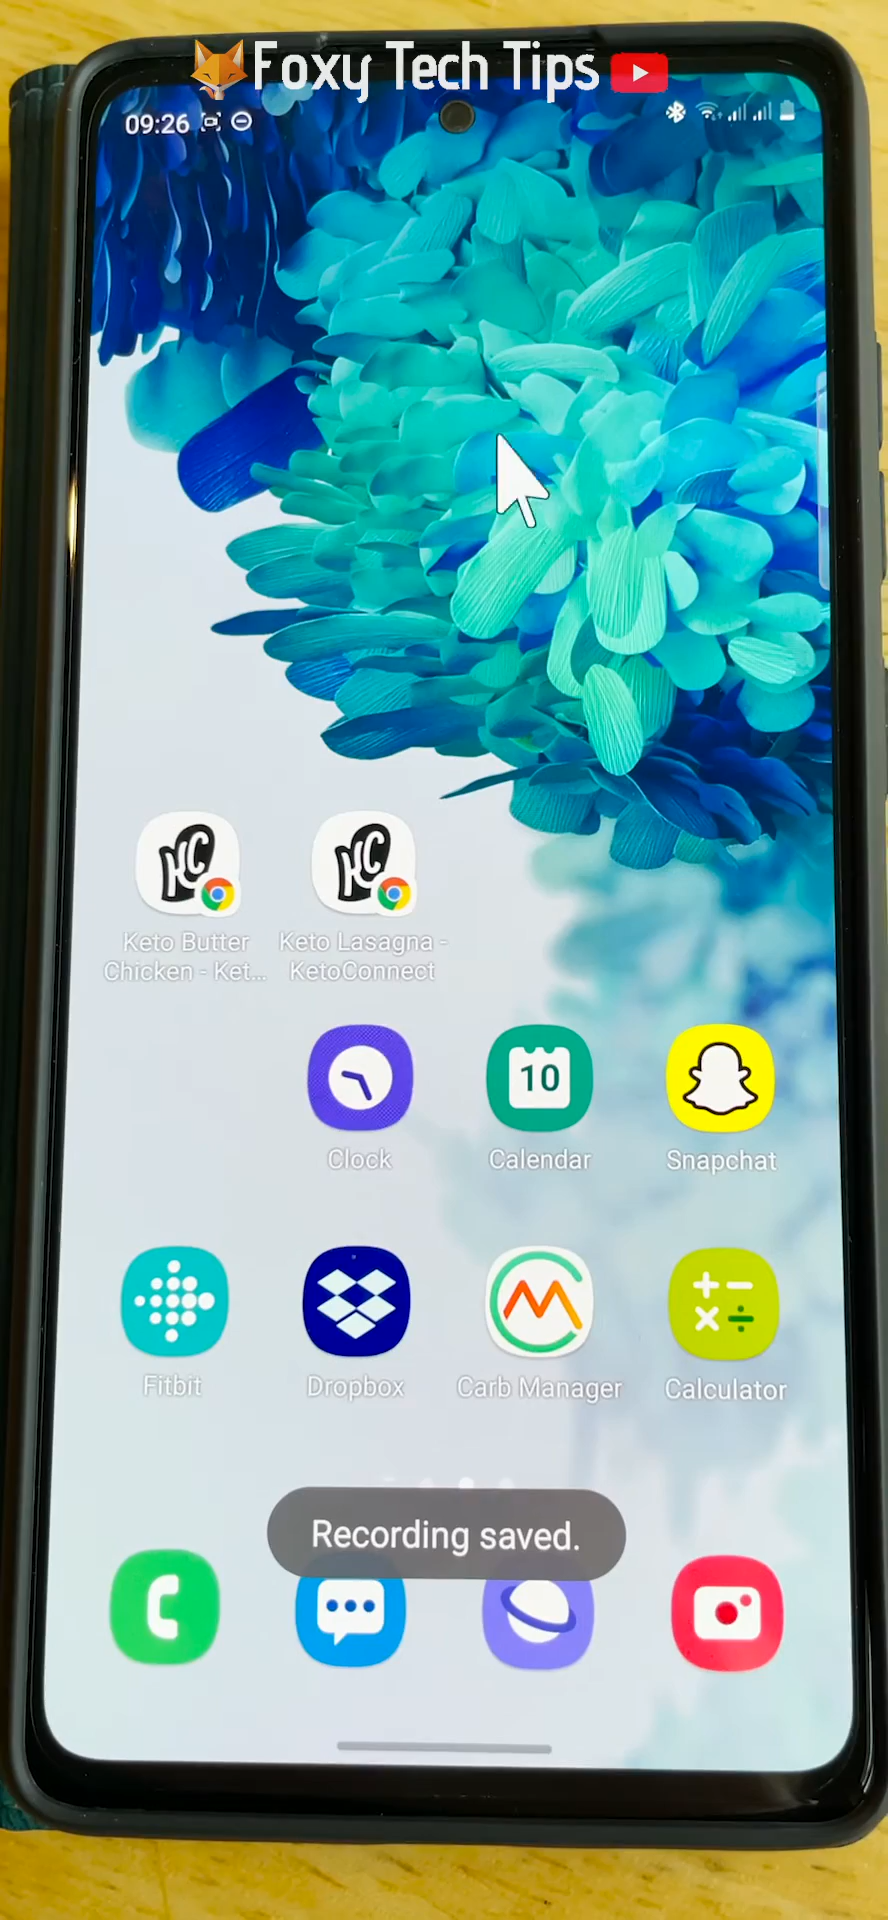 Foxy Tech Tips
09:26
Keto Butter
Chicken - Ket...
Keto Lasagna -
KetoConnect
10
Clock
Calendar
Snapchat
Fitbit
Dropbox
Carb Manager
Calculator
Recording saved.